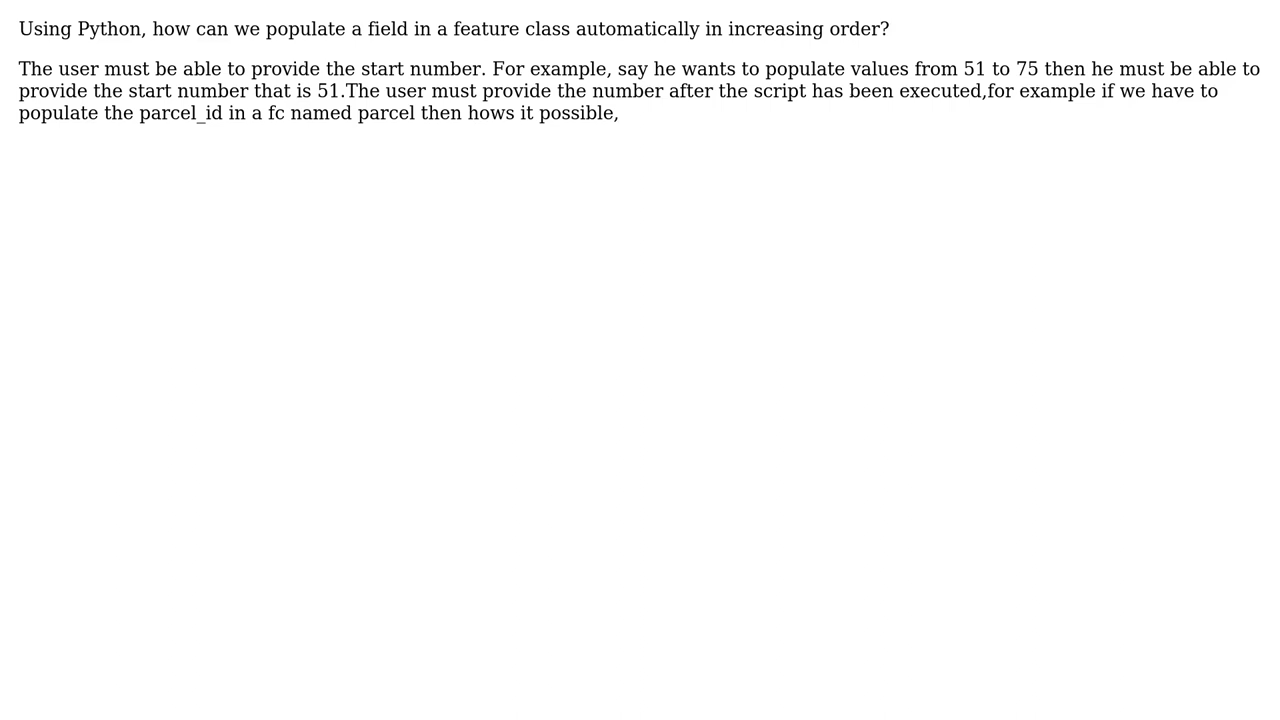 Using Python, how can we populate a field in a feature class automatically in increasing order?
The user must be able to provide the start number. For example, say he wants to populate values from 51 to 75 then he must be able to
provide the start number that is 51.The user must provide the number after the script has been executed,for example if we have to
populate the parcel_id in a fc named parcel then hows it possible,